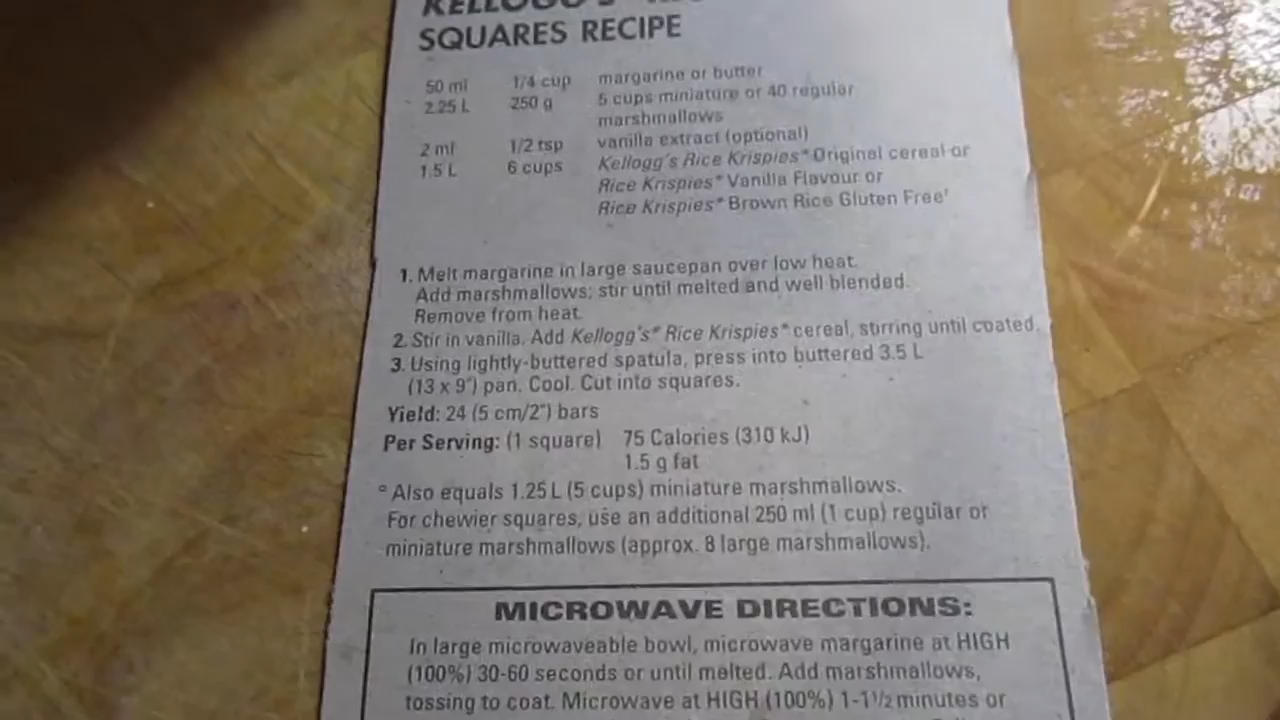 KELLOGG'S*
SQUARES RECIPE
50 ml 1/4 cup margarine or butter
2.25 L 250 g 5 cups miniature or 40 regular
marshmallows
2 ml 1/2 tsp vanilla extract (optional)
1.5 L 6 cups Kellogg's Rice Krispies* Original cereal or
Rice Krispies* Vanilla Flavour or
Rice Krispies* Brown Rice Gluten Free†
1. Melt margarine in large saucepan over low heat.
Add marshmallows; stir until melted and well blended.
Remove from heat.
2. Stir in vanilla. Add Kellogg's* Rice Krispies* cereal, stirring until coated.
3. Using lightly-buttered spatula, press into buttered 3.5 L
(13 x 9") pan. Cool. Cut into squares.
Yield: 24 (5 cm/2") bars
Per Serving: (1 square) 75 Calories (310 kJ)
1.5 g fat
° Also equals 1.25 L (5 cups) miniature marshmallows.
For chewier squares, use an additional 250 ml (1 cup) regular or
miniature marshmallows (approx. 8 large marshmallows).
MICROWAVE DIRECTIONS:
In large microwaveable bowl, microwave margarine at HIGH
(100%) 30-60 seconds or until melted. Add marshmallows,
tossing to coat. Microwave at HIGH (100%) 1-1½ minutes or